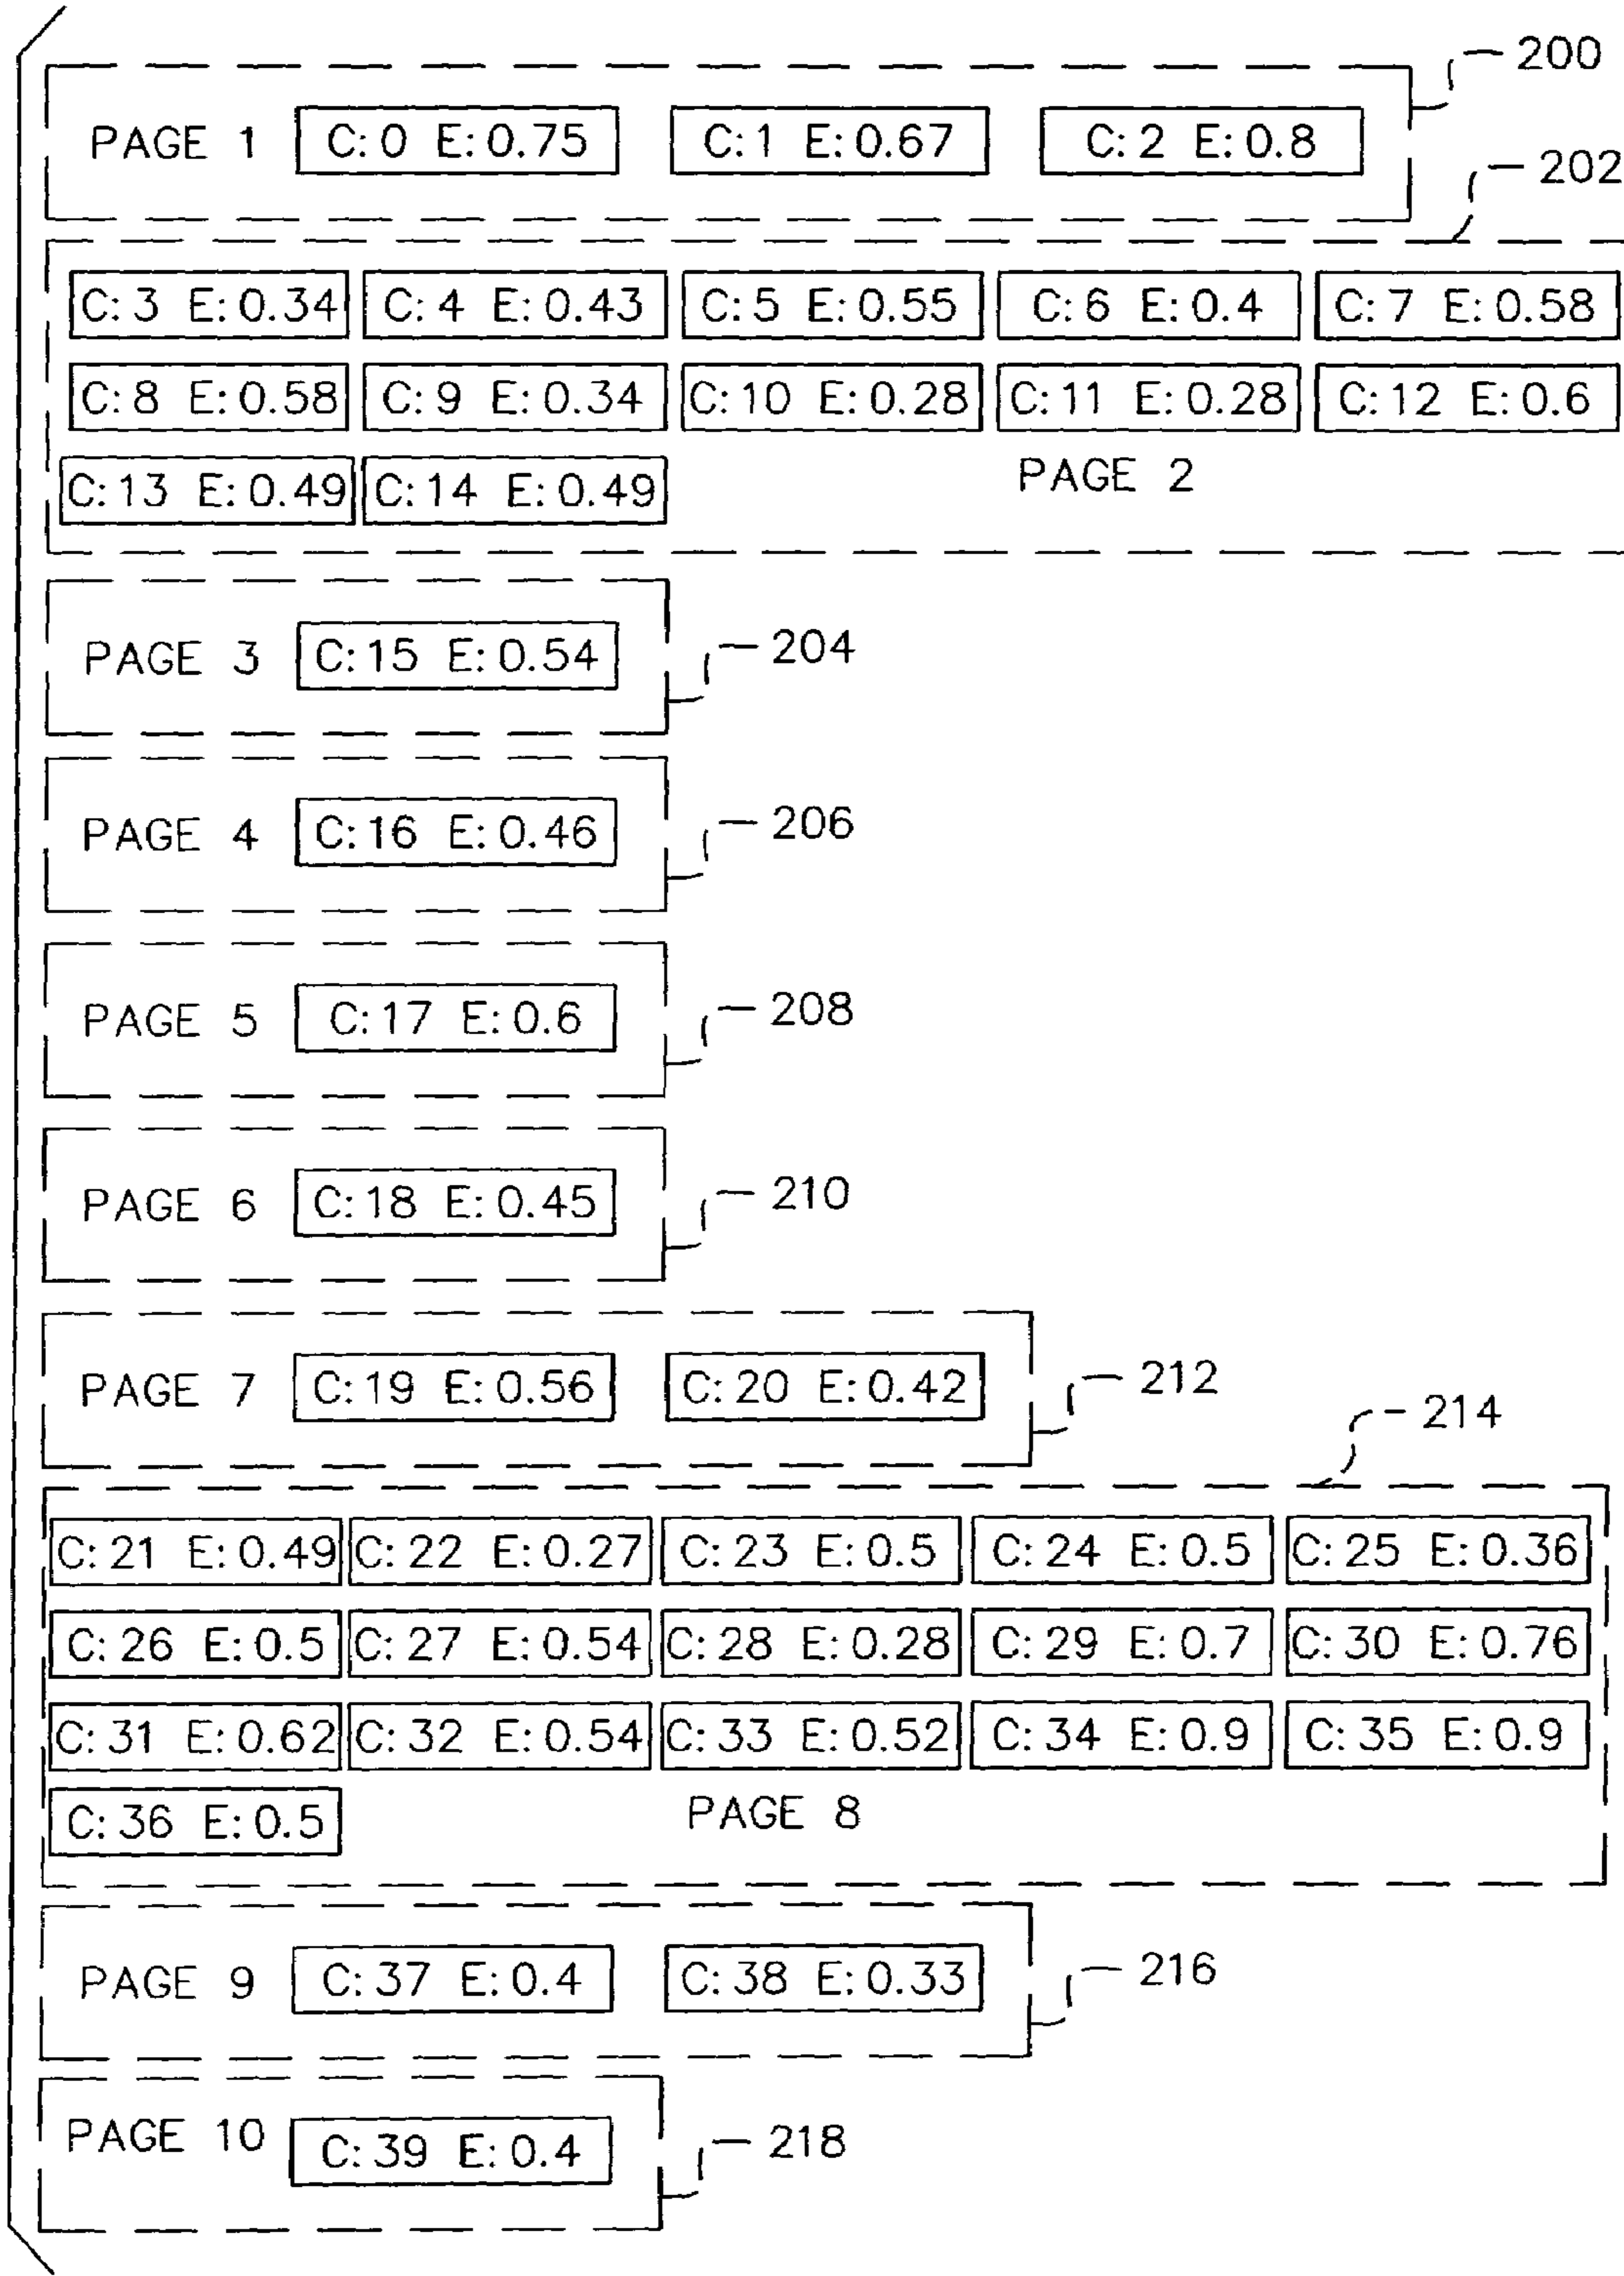 200
PAGE 1 C: 0 E: 0.75 C: 1 E: 0.67 C: 2 E: 0.8
202
C: 3 E: 0.34 C: 4 E: 0.43 C: 5 E: 0.55 C: 6 E: 0.4 C: 7 E: 0.58
C: 8 E: 0.58 C: 9 E: 0.34 C: 10 E: 0.28 C: 11 E: 0.28 C: 12 E: 0.6
C: 13 E: 0.49 C: 14 E: 0.49 PAGE 2
PAGE 3 C: 15 E: 0.54 204
PAGE 4 C: 16 E: 0.46 206
PAGE 5 C: 17 E: 0.6 208
PAGE 6 C: 18 E: 0.45 210
PAGE 7 C: 19 E: 0.56 C: 20 E: 0.42 212
214
C: 21 E: 0.49 C: 22 E: 0.27 C: 23 E: 0.5 C: 24 E: 0.5 C: 25 E: 0.36
C: 26 E: 0.5 C: 27 E: 0.54 C: 28 E: 0.28 C: 29 E: 0.7 C: 30 E: 0.76
C: 31 E: 0.62 C: 32 E: 0.54 C: 33 E: 0.52 C: 34 E: 0.9 C: 35 E: 0.9
C: 36 E: 0.5 PAGE 8
PAGE 9 C: 37 E: 0.4 C: 38 E: 0.33 216
PAGE 10 C: 39 E: 0.4 218